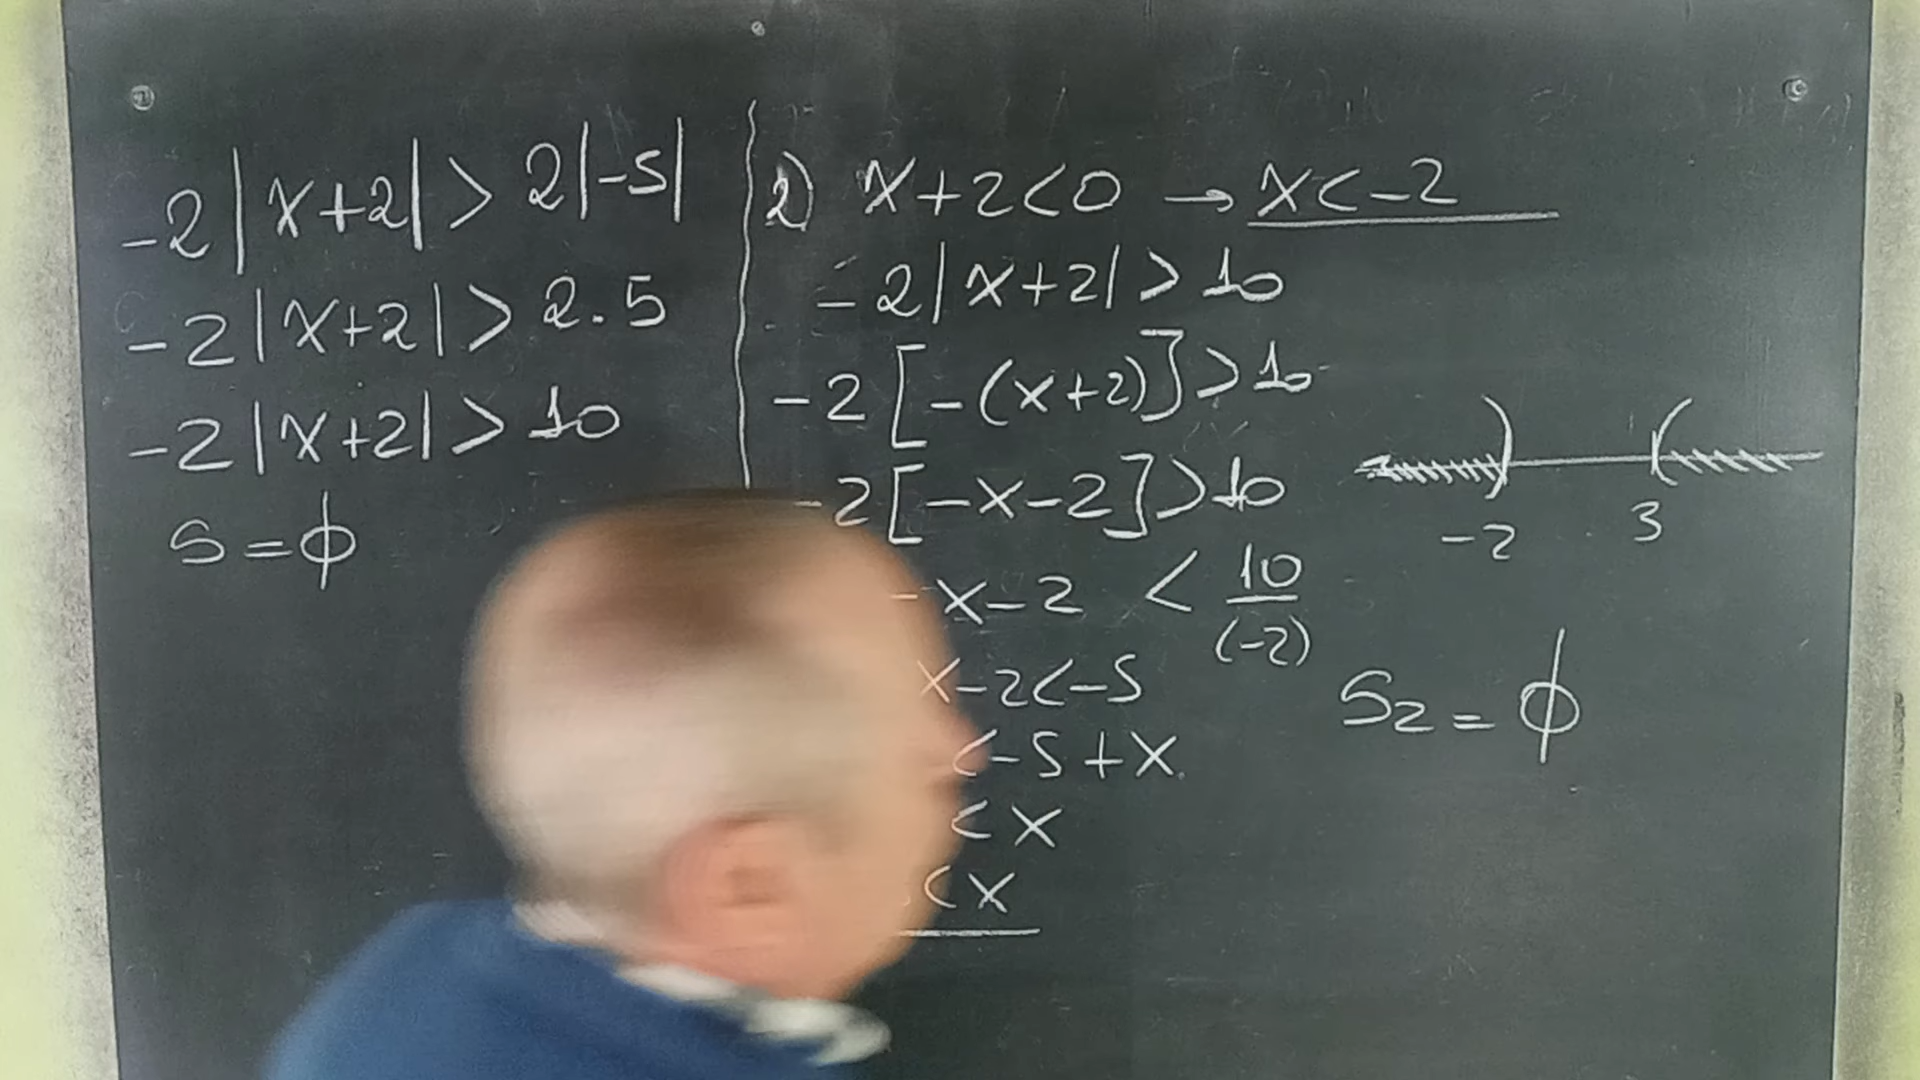 -2|x+2|>2|-5|
-2|x+2|>2.5
-2|x+2|>10
S=ϕ
2) x+2<0 → x<-2
-2|x+2|>10
-2[-(x+2)]>10
-2[-x-2]>10
-x-2 < 10/(-2)
x-2<-5
<-5+x
<x
<x
-2 3
S2=ϕ